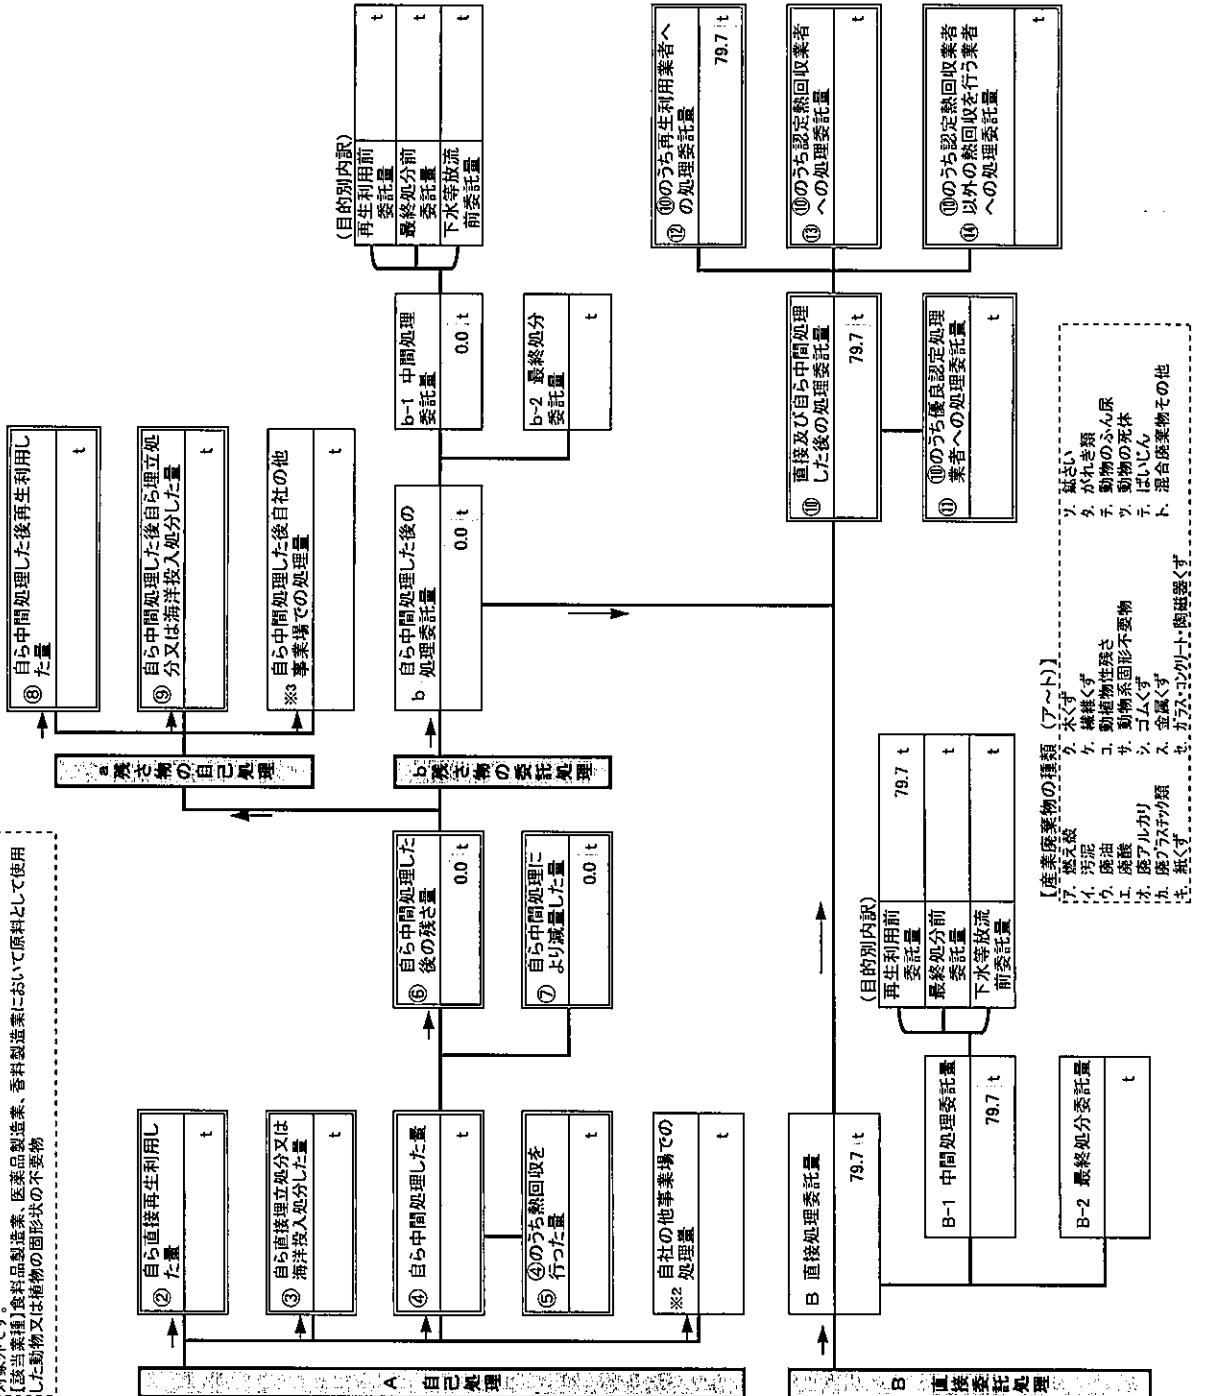 対象外です。
【該当業種】食料品製造業、医薬品製造業、香料製造業において原料として使用
した動物又は植物の固形状の不要物
A 自己処理
② 自ら直接再生利用し
た量
t
③ 自ら直接埋立処分又は
海洋投入処分した量
t
④ 自ら中間処理した量
t
⑤ ④のうち熱回収を
行った量
t
※2 自社の他事業場での
処理量
t
⑥ 自ら中間処理した
後の残さ量
0.0 t
⑦ 自ら中間処理に
より減量した量
0.0 t
a 残さ物の自己処理
⑧ 自ら中間処理した後再生利用し
た量
t
⑨ 自ら中間処理した後自ら埋立処
分又は海洋投入処分した量
t
※3 自ら中間処理した後自社の他
事業場での処理量
t
b 残さ物の委託処理
b 自ら中間処理した後の
処理委託量
0.0 t
b-1 中間処理
委託量
0.0 t
b-2 最終処分
委託量
t
(目的別内訳)
再生利用前
委託量
t
最終処分前
委託量
t
下水等放流
前委託量
t
B 直接委託処理
B 直接処理委託量
79.7 t
B-1 中間処理委託量
79.7 t
B-2 最終処分委託量
t
(目的別内訳)
再生利用前
委託量
79.7 t
最終処分前
委託量
t
下水等放流
前委託量
t
⑩ 直接及び自ら中間処理
した後の処理委託量
79.7 t
⑪ ⑩のうち優良認定処理
業者への処理委託量
t
⑫ ⑩のうち再生利用業者へ
の処理委託量
79.7 t
⑬ ⑩のうち認定熱回収業者
への処理委託量
t
⑭ ⑩のうち認定熱回収業者
以外の熱回収を行う業者
への処理委託量
t
【産業廃棄物の種類(ア~ト)】
ア. 燃え殻
イ. 汚泥
ウ. 廃油
エ. 廃酸
オ. 廃アルカリ
カ. 廃プラスチック類
キ. 紙くず
ク. 木くず
ケ. 繊維くず
コ. 動植物性残さ
サ. 動物系固形不要物
シ. ゴムくず
ス. 金属くず
セ. ガラス・コンクリート・陶磁器くず
ソ. 鉱さい
タ. がれき類
チ. 動物のふん尿
ツ. 動物の死体
テ. ばいじん
ト. 混合廃棄物その他